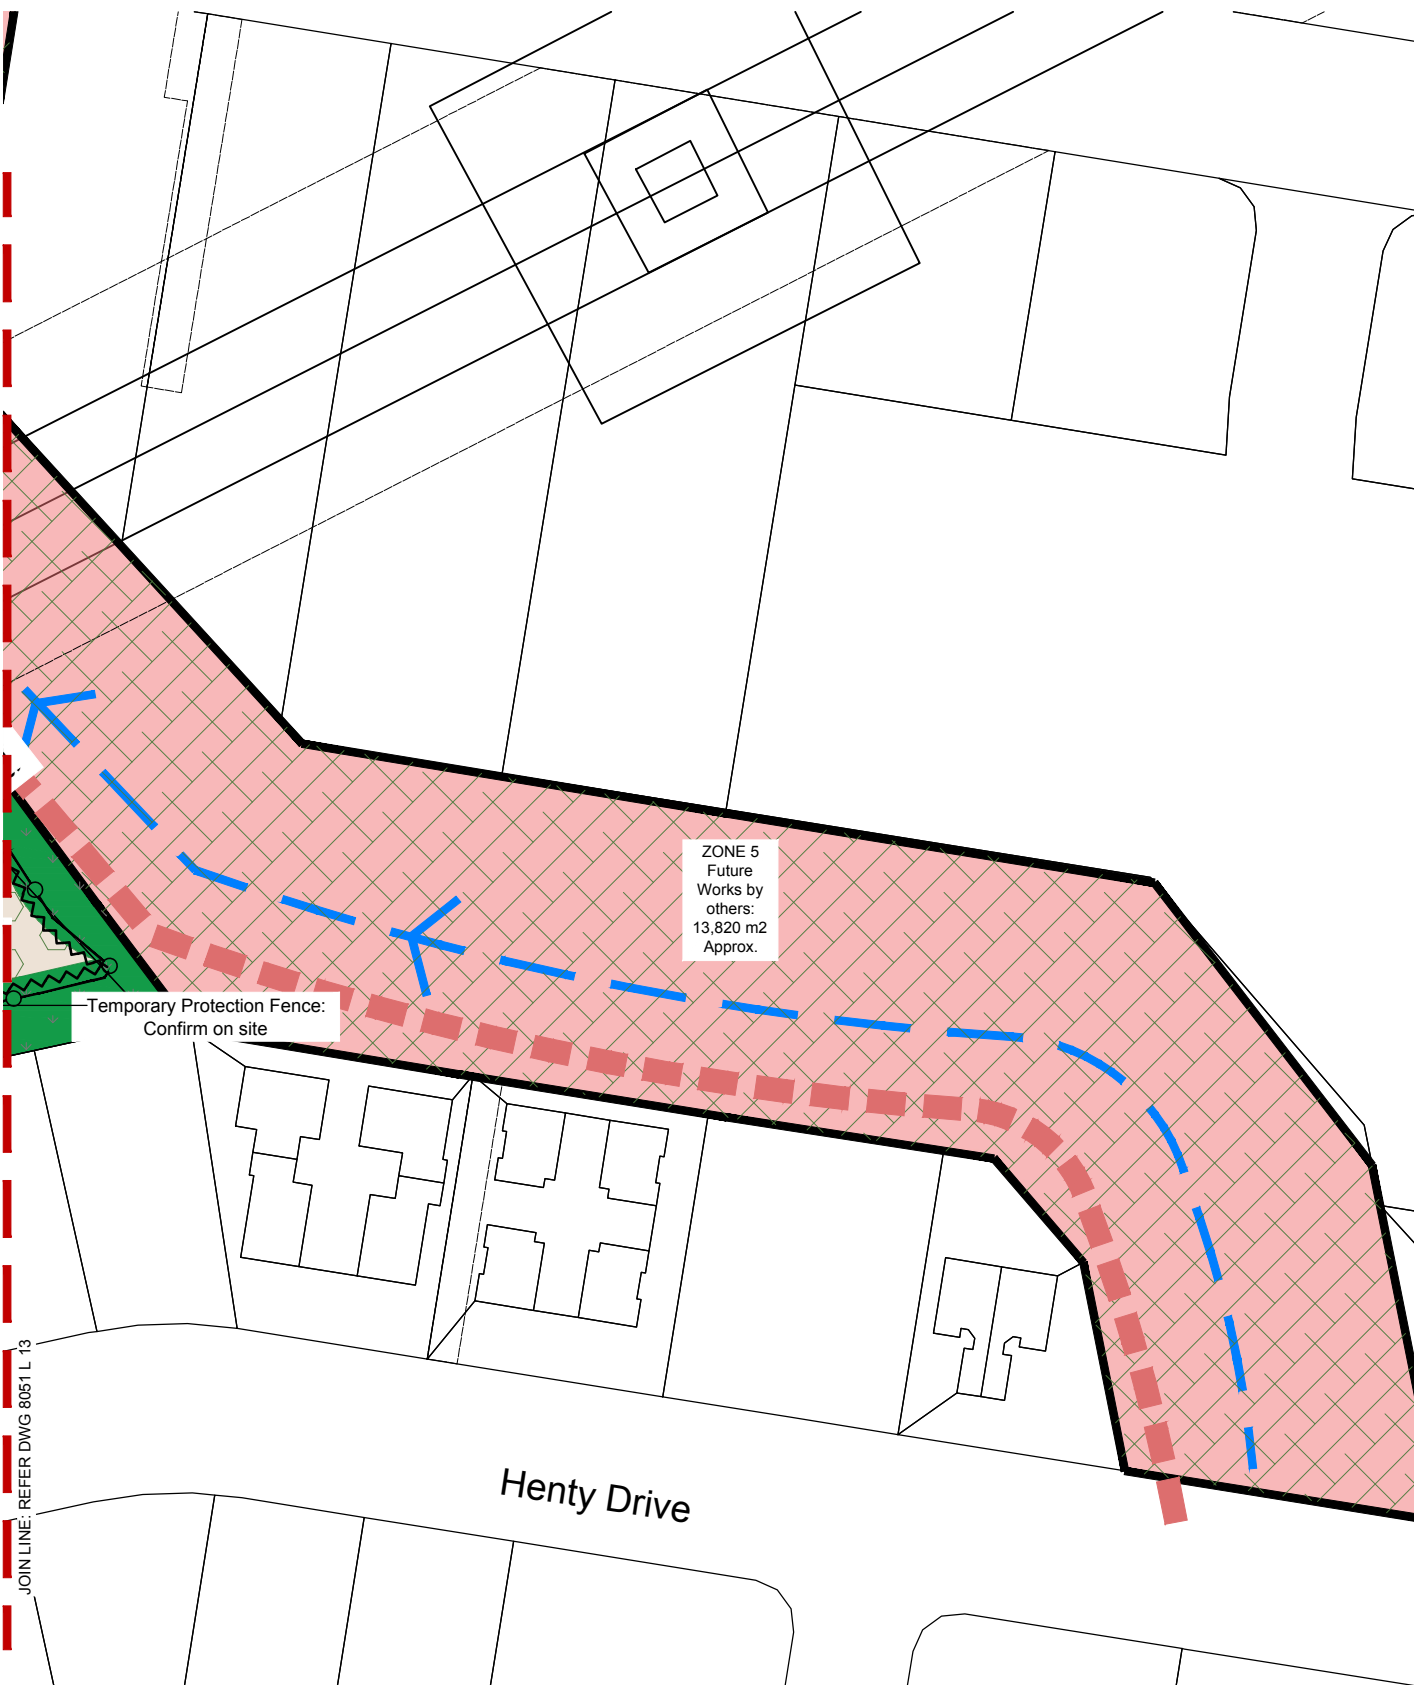 ZONE 5
Future
Works by
others:
13,820 m2
Approx.
Temporary Protection Fence:
Confirm on site
JOIN LINE: REFER DWG 8051 L 13
Henty Drive